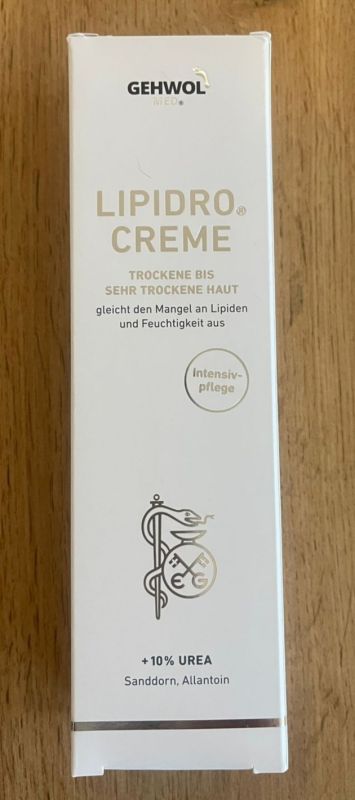 GEHWOL
MED®
LIPIDRO®
CREME
TROCKENE BIS
SEHR TROCKENE HAUT
gleicht den Mangel an Lipiden
und Feuchtigkeit aus
Intensiv-
pflege
E G
+10% UREA
Sanddorn, Allantoin